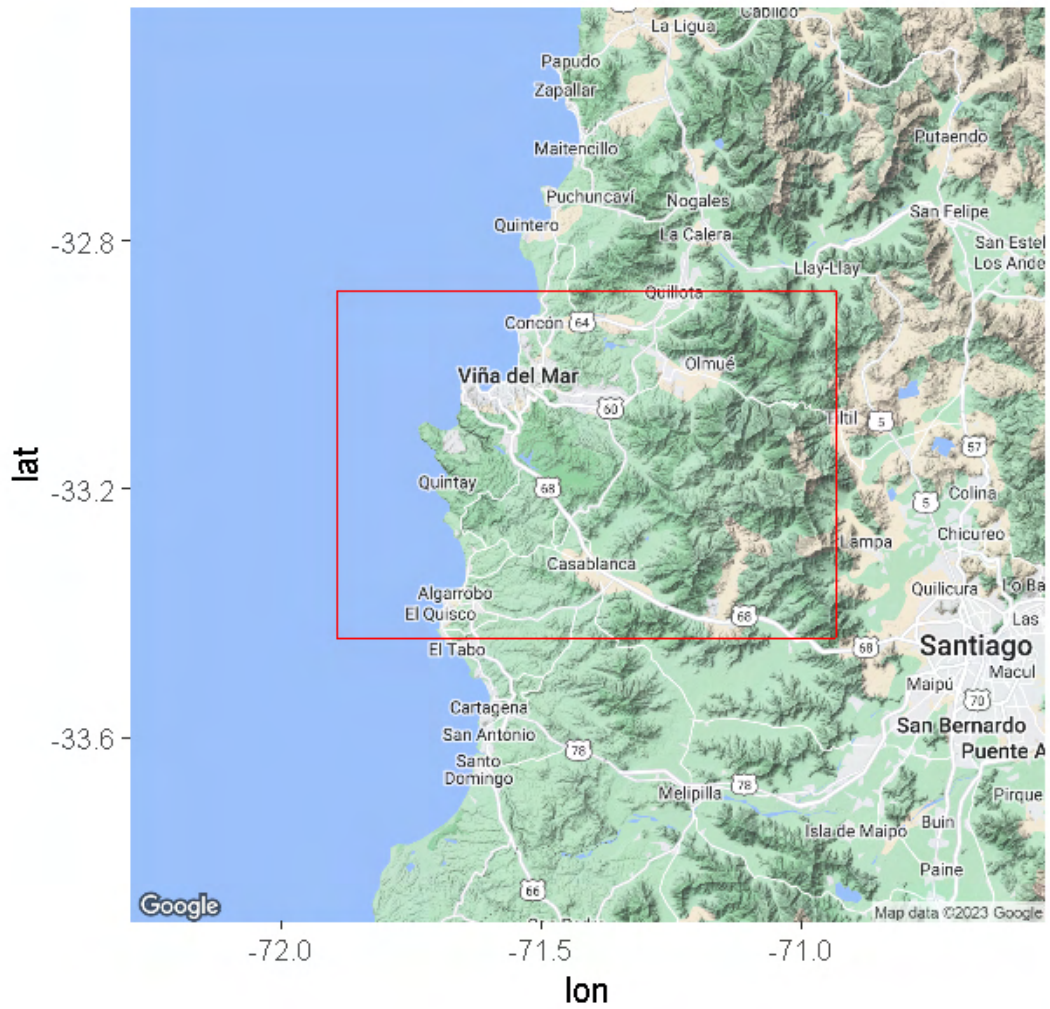 Cabildo
La Ligua
Papudo
Zapallar
Putaendo
Maitencillo
Puchuncaví
Nogales
San Felipe
Quintero
La Calera
San Estel
-32.8
Llay-Llay
Los Ande
Quillota
Concón
64
Olmué
Viña del Mar
60
Tiltil
5
57
lat
Quintay
68
-33.2
Colina
5
Chicureo
Lampa
Casablanca
Quilicura
Lo Ba
Algarrobo
El Quisco
68
Las
Santiago
El Tabo
68
Macul
Maipú
70
Cartagena
San Bernardo
San Antonio
-33.6
78
Puente A
Santo
Domingo
78
Melipilla
Pirque
Isla de Maipo
Buin
Paine
66
Google
Map data ©2023 Google
-72.0
-71.5
-71.0
lon